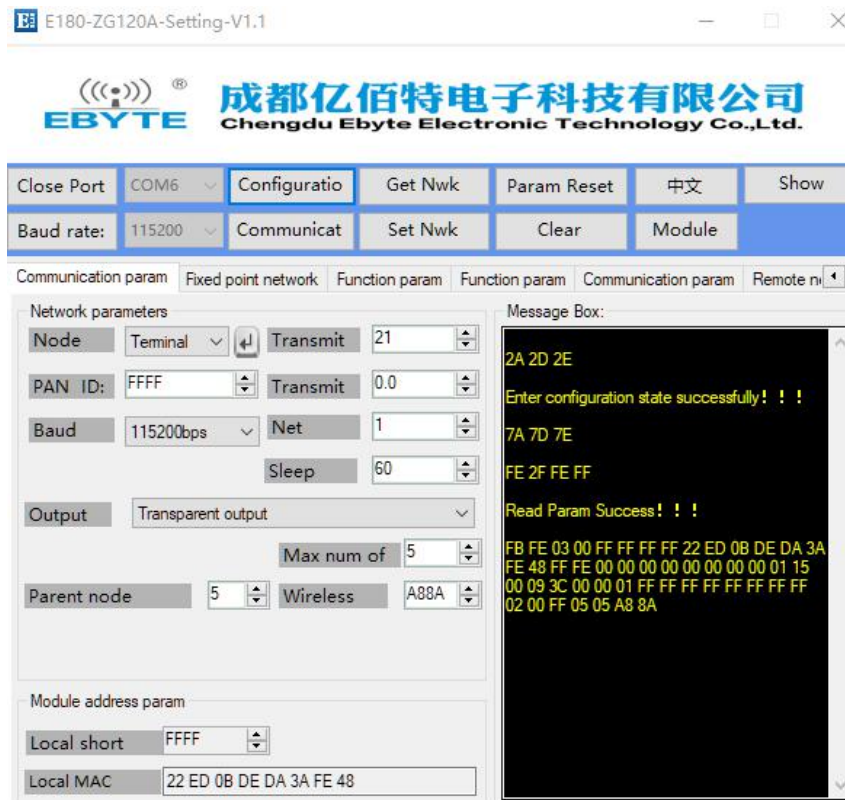 E180-ZG120A-Setting-V1.1
®
EBYTE
成都亿佰特电子科技有限公司
Chengdu Ebyte Electronic Technology Co.,Ltd.
Close Port COM6 Configuratio Get Nwk Param Reset 中文 Show
Baud rate: 115200 Communicat Set Nwk Clear Module
Communication param Fixed point network Function param Function param Communication param Remote n
Network parameters
Node Teminal Transmit 21
PAN ID: FFFF Transmit 0.0
Baud 115200bps Net 1
Sleep 60
Output Transparent output
Max num of 5
Parent node 5 Wireless A88A
Module address param
Local short FFFF
Local MAC 22 ED 0B DE DA 3A FE 48
Message Box:
2A 2D 2E
Enter configuration state successfully！！！
7A 7D 7E
FE 2F FE FF
Read Param Success！！！
FB FE 03 00 FF FF FF FF 22 ED 0B DE DA 3A
FE 48 FF FE 00 00 00 00 00 00 00 00 01 15
00 09 3C 00 00 01 FF FF FF FF FF FF FF FF
02 00 FF 05 05 A8 8A